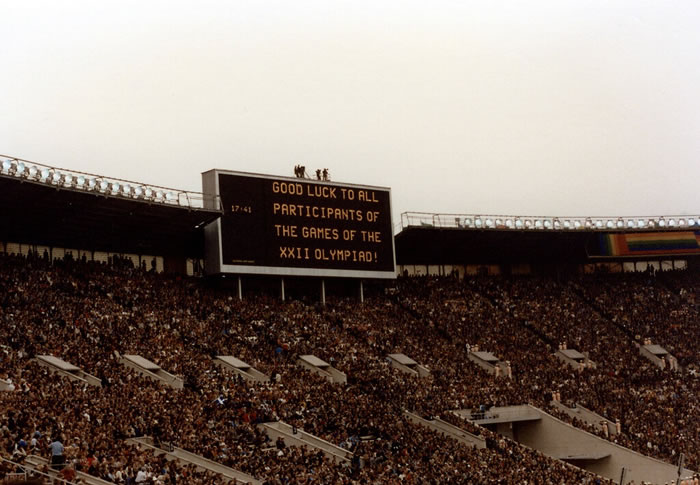 GOOD LUCK TO ALL
17:41
PARTICIPANTS OF
THE GAMES OF THE
XXII OLYMPIAD!